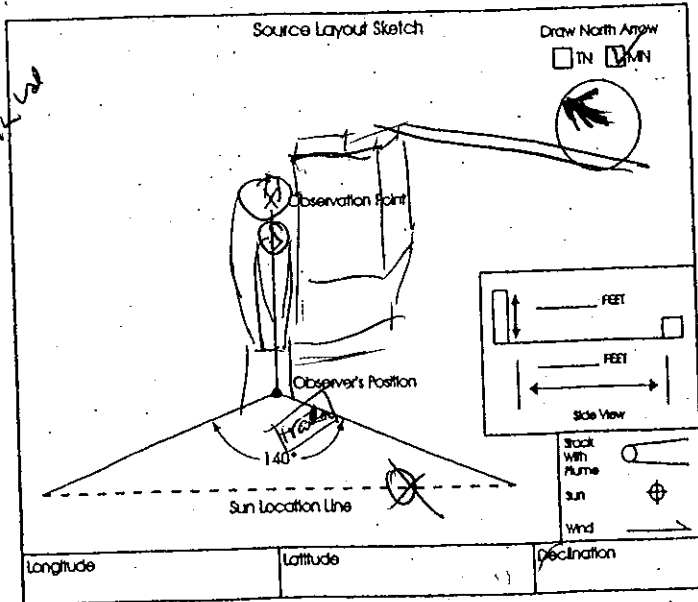 Source Layout Sketch
Draw North Arrow
TN MN
Observation Point
FEET
FEET
Side View
Observer's Position
140°
Sun Location Line
Stack
With
Plume
Sun
Wind
Longitude
Latitude
Declination